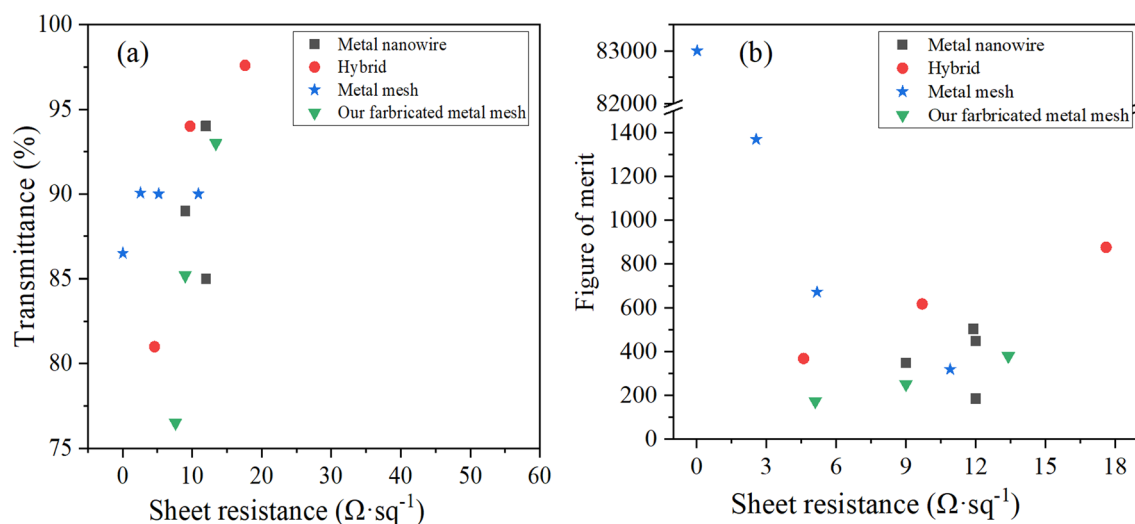 (a)
Metal nanowire
Hybrid
Metal mesh
Our farbricated metal mesh
100
95
90
85
80
75
Transmittance (%)
0 10 20 30 40 50 60
Sheet resistance (Ω·sq⁻¹)
(b)
Metal nanowire
Hybrid
Metal mesh
Our farbricated metal mesh
83000
82000
1400
1200
1000
800
600
400
200
0
Figure of merit
0 3 6 9 12 15 18
Sheet resistance (Ω·sq⁻¹)